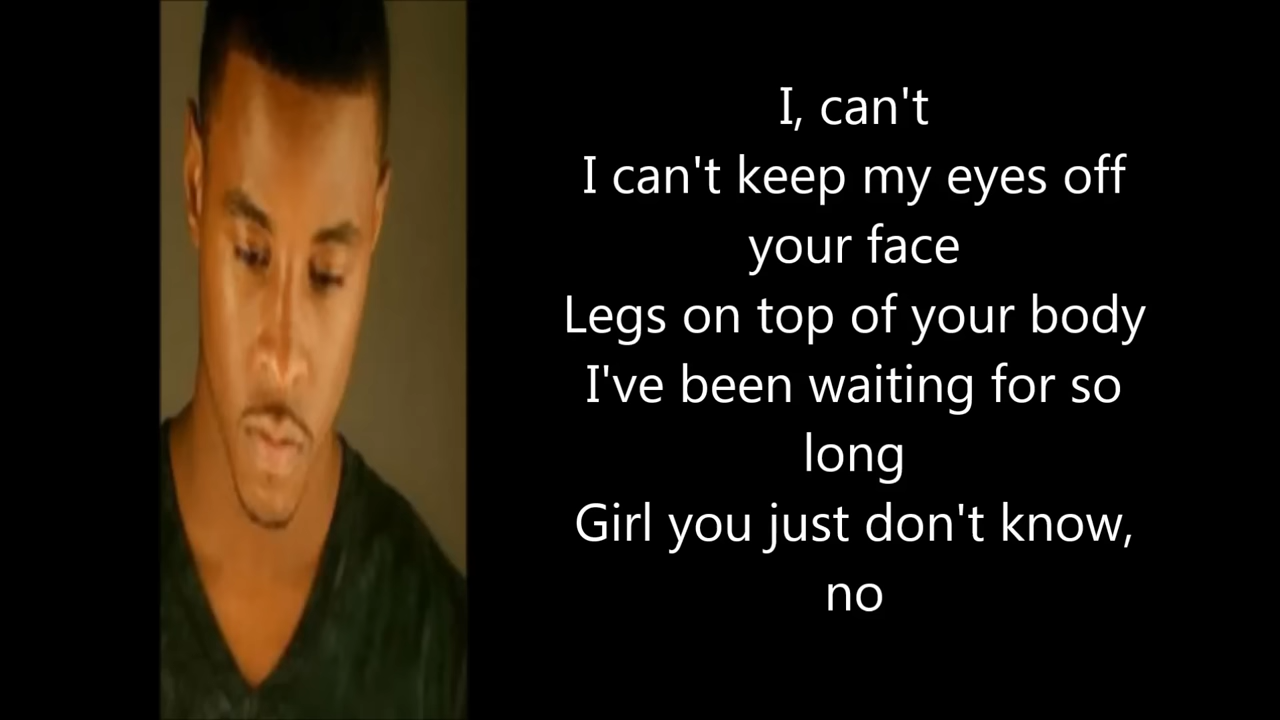 I, can't
I can't keep my eyes off
your face
Legs on top of your body
I've been waiting for so
long
Girl you just don't know,
no